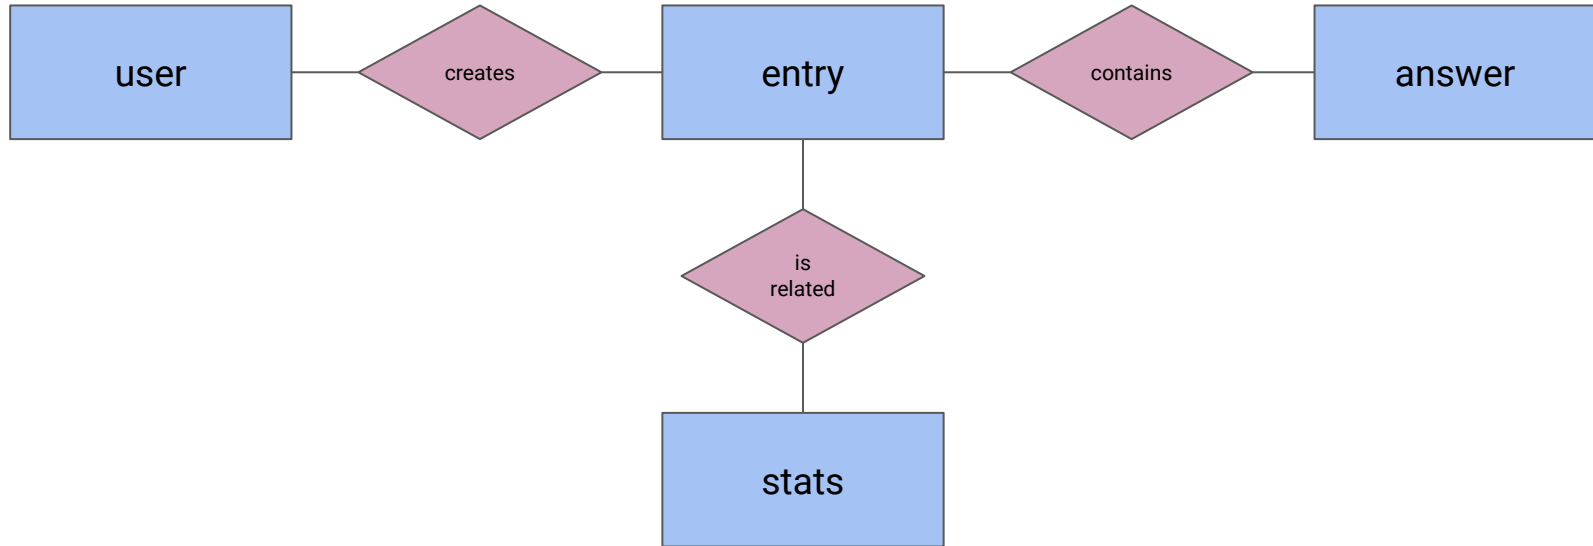 user
creates
entry
contains
answer
is
related
stats